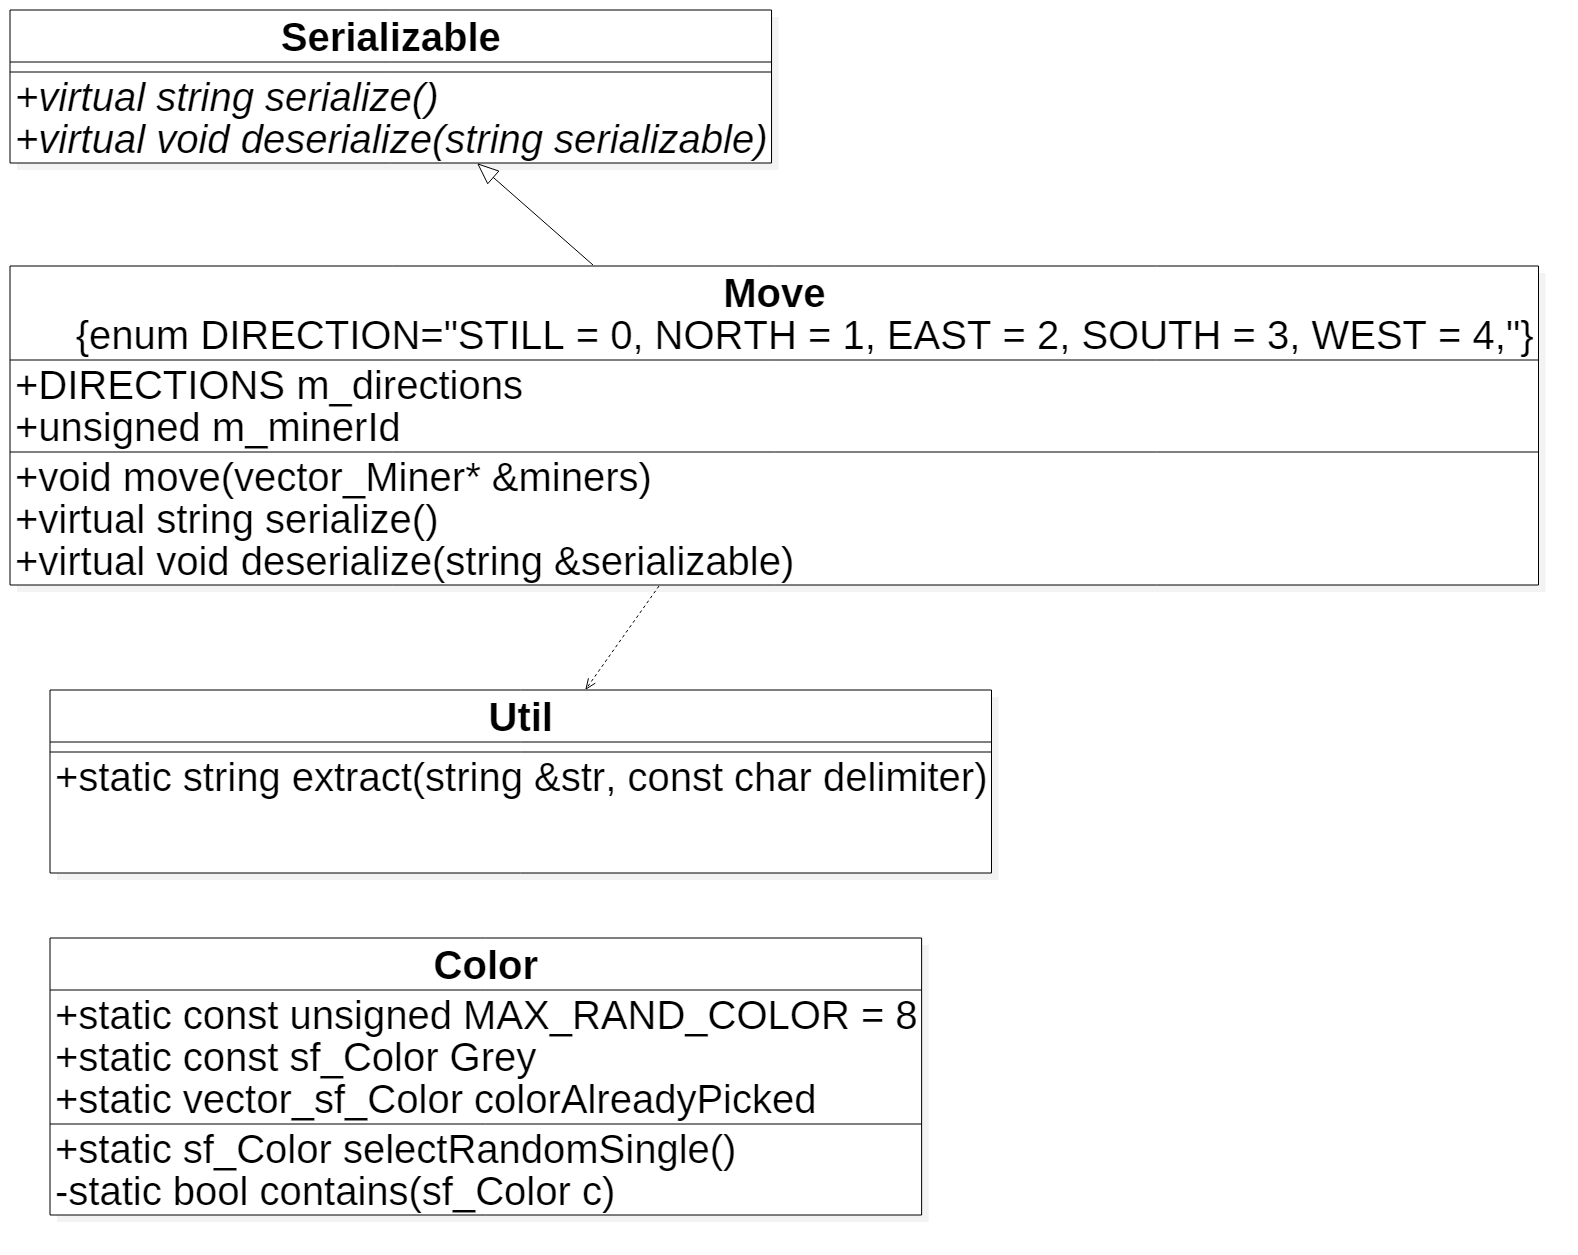 Serializable
+virtual string serialize()
+virtual void deserialize(string serializable)
Move
{enum DIRECTION="STILL = 0, NORTH = 1, EAST = 2, SOUTH = 3, WEST = 4,"}
+DIRECTIONS m_directions
+unsigned m_minerId
+void move(vector_Miner* &miners)
+virtual string serialize()
+virtual void deserialize(string &serializable)
Util
+static string extract(string &str, const char delimiter)
Color
+static const unsigned MAX_RAND_COLOR = 8
+static const sf_Color Grey
+static vector_sf_Color colorAlreadyPicked
+static sf_Color selectRandomSingle()
-static bool contains(sf_Color c)